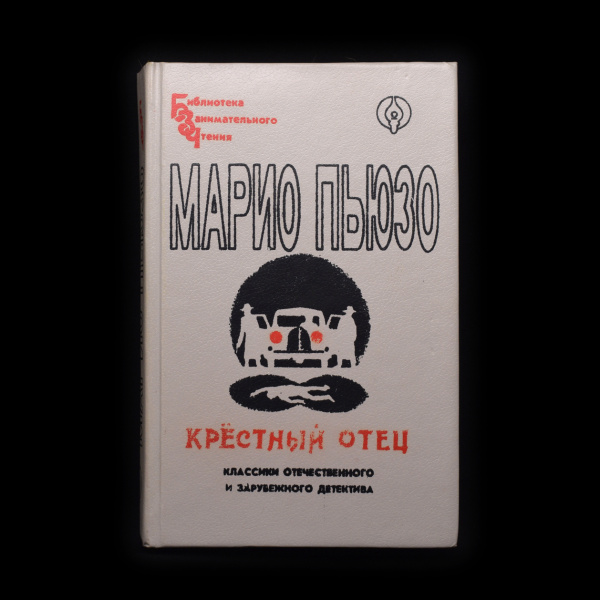 Библиотека
Занимательного
Чтения
МАРИО ПЬЮЗО
КРЁСТНЫЙ ОТЕЦ
КЛАССИКИ ОТЕЧЕСТВЕННОГО
И ЗАРУБЕЖНОГО ДЕТЕКТИВА